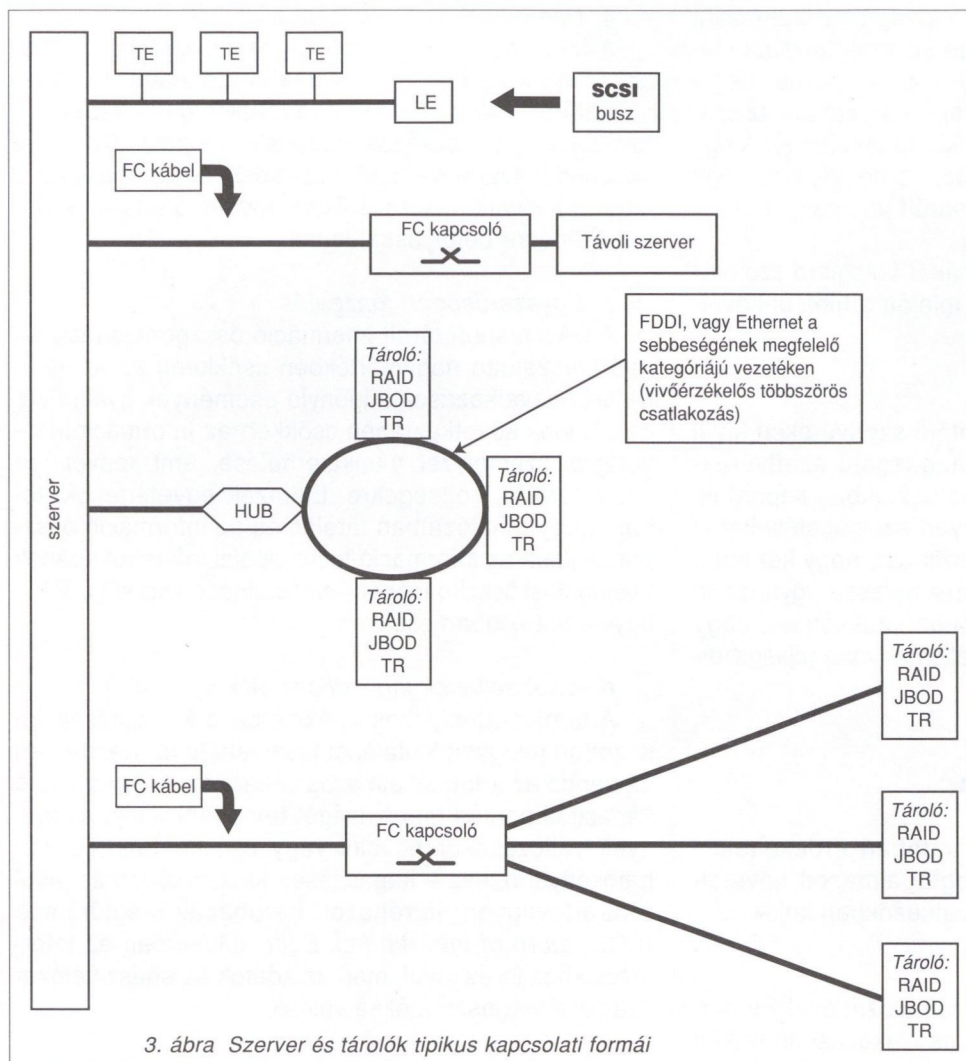 TE
TE
TE
LE
SCSI
busz
FC kábel
FC kapcsoló
Távoli szerver
FDDI, vagy Ethernet a
sebbeségének megfelelő
kategóriájú vezetéken
(vivőérzékelős többszörös
csatlakozás)
Tároló:
RAID
JBOD
TR
szerver
HUB
Tároló:
RAID
JBOD
TR
Tároló:
RAID
JBOD
TR
Tároló:
RAID
JBOD
TR
FC kábel
FC kapcsoló
Tároló:
RAID
JBOD
TR
Tároló:
RAID
JBOD
TR
3. ábra Szerver és tárolók tipikus kapcsolati formái